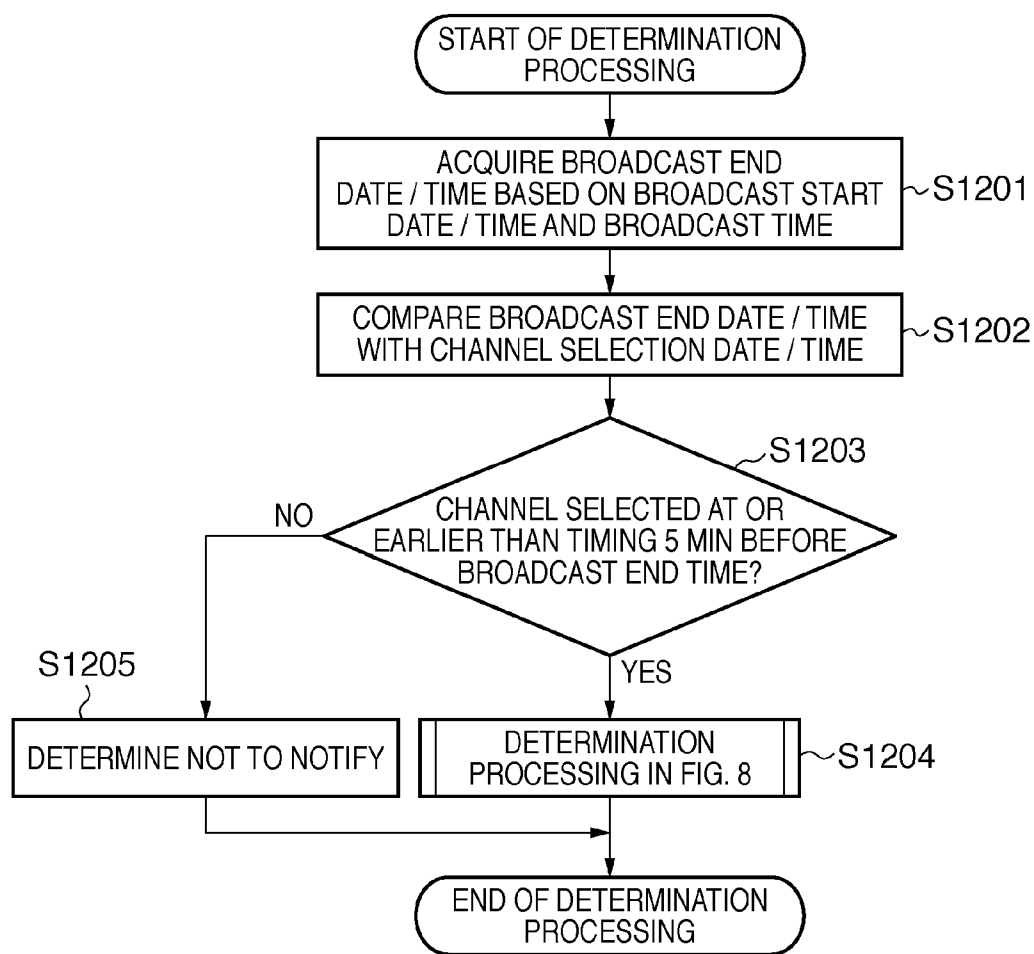 START OF DETERMINATION
PROCESSING
ACQUIRE BROADCAST END
DATE / TIME BASED ON BROADCAST START
DATE / TIME AND BROADCAST TIME
S1201
COMPARE BROADCAST END DATE / TIME
WITH CHANNEL SELECTION DATE / TIME
S1202
S1203
CHANNEL SELECTED AT OR
EARLIER THAN TIMING 5 MIN BEFORE
BROADCAST END TIME?
NO
YES
S1205
DETERMINE NOT TO NOTIFY
DETERMINATION
PROCESSING IN FIG. 8
S1204
END OF DETERMINATION
PROCESSING